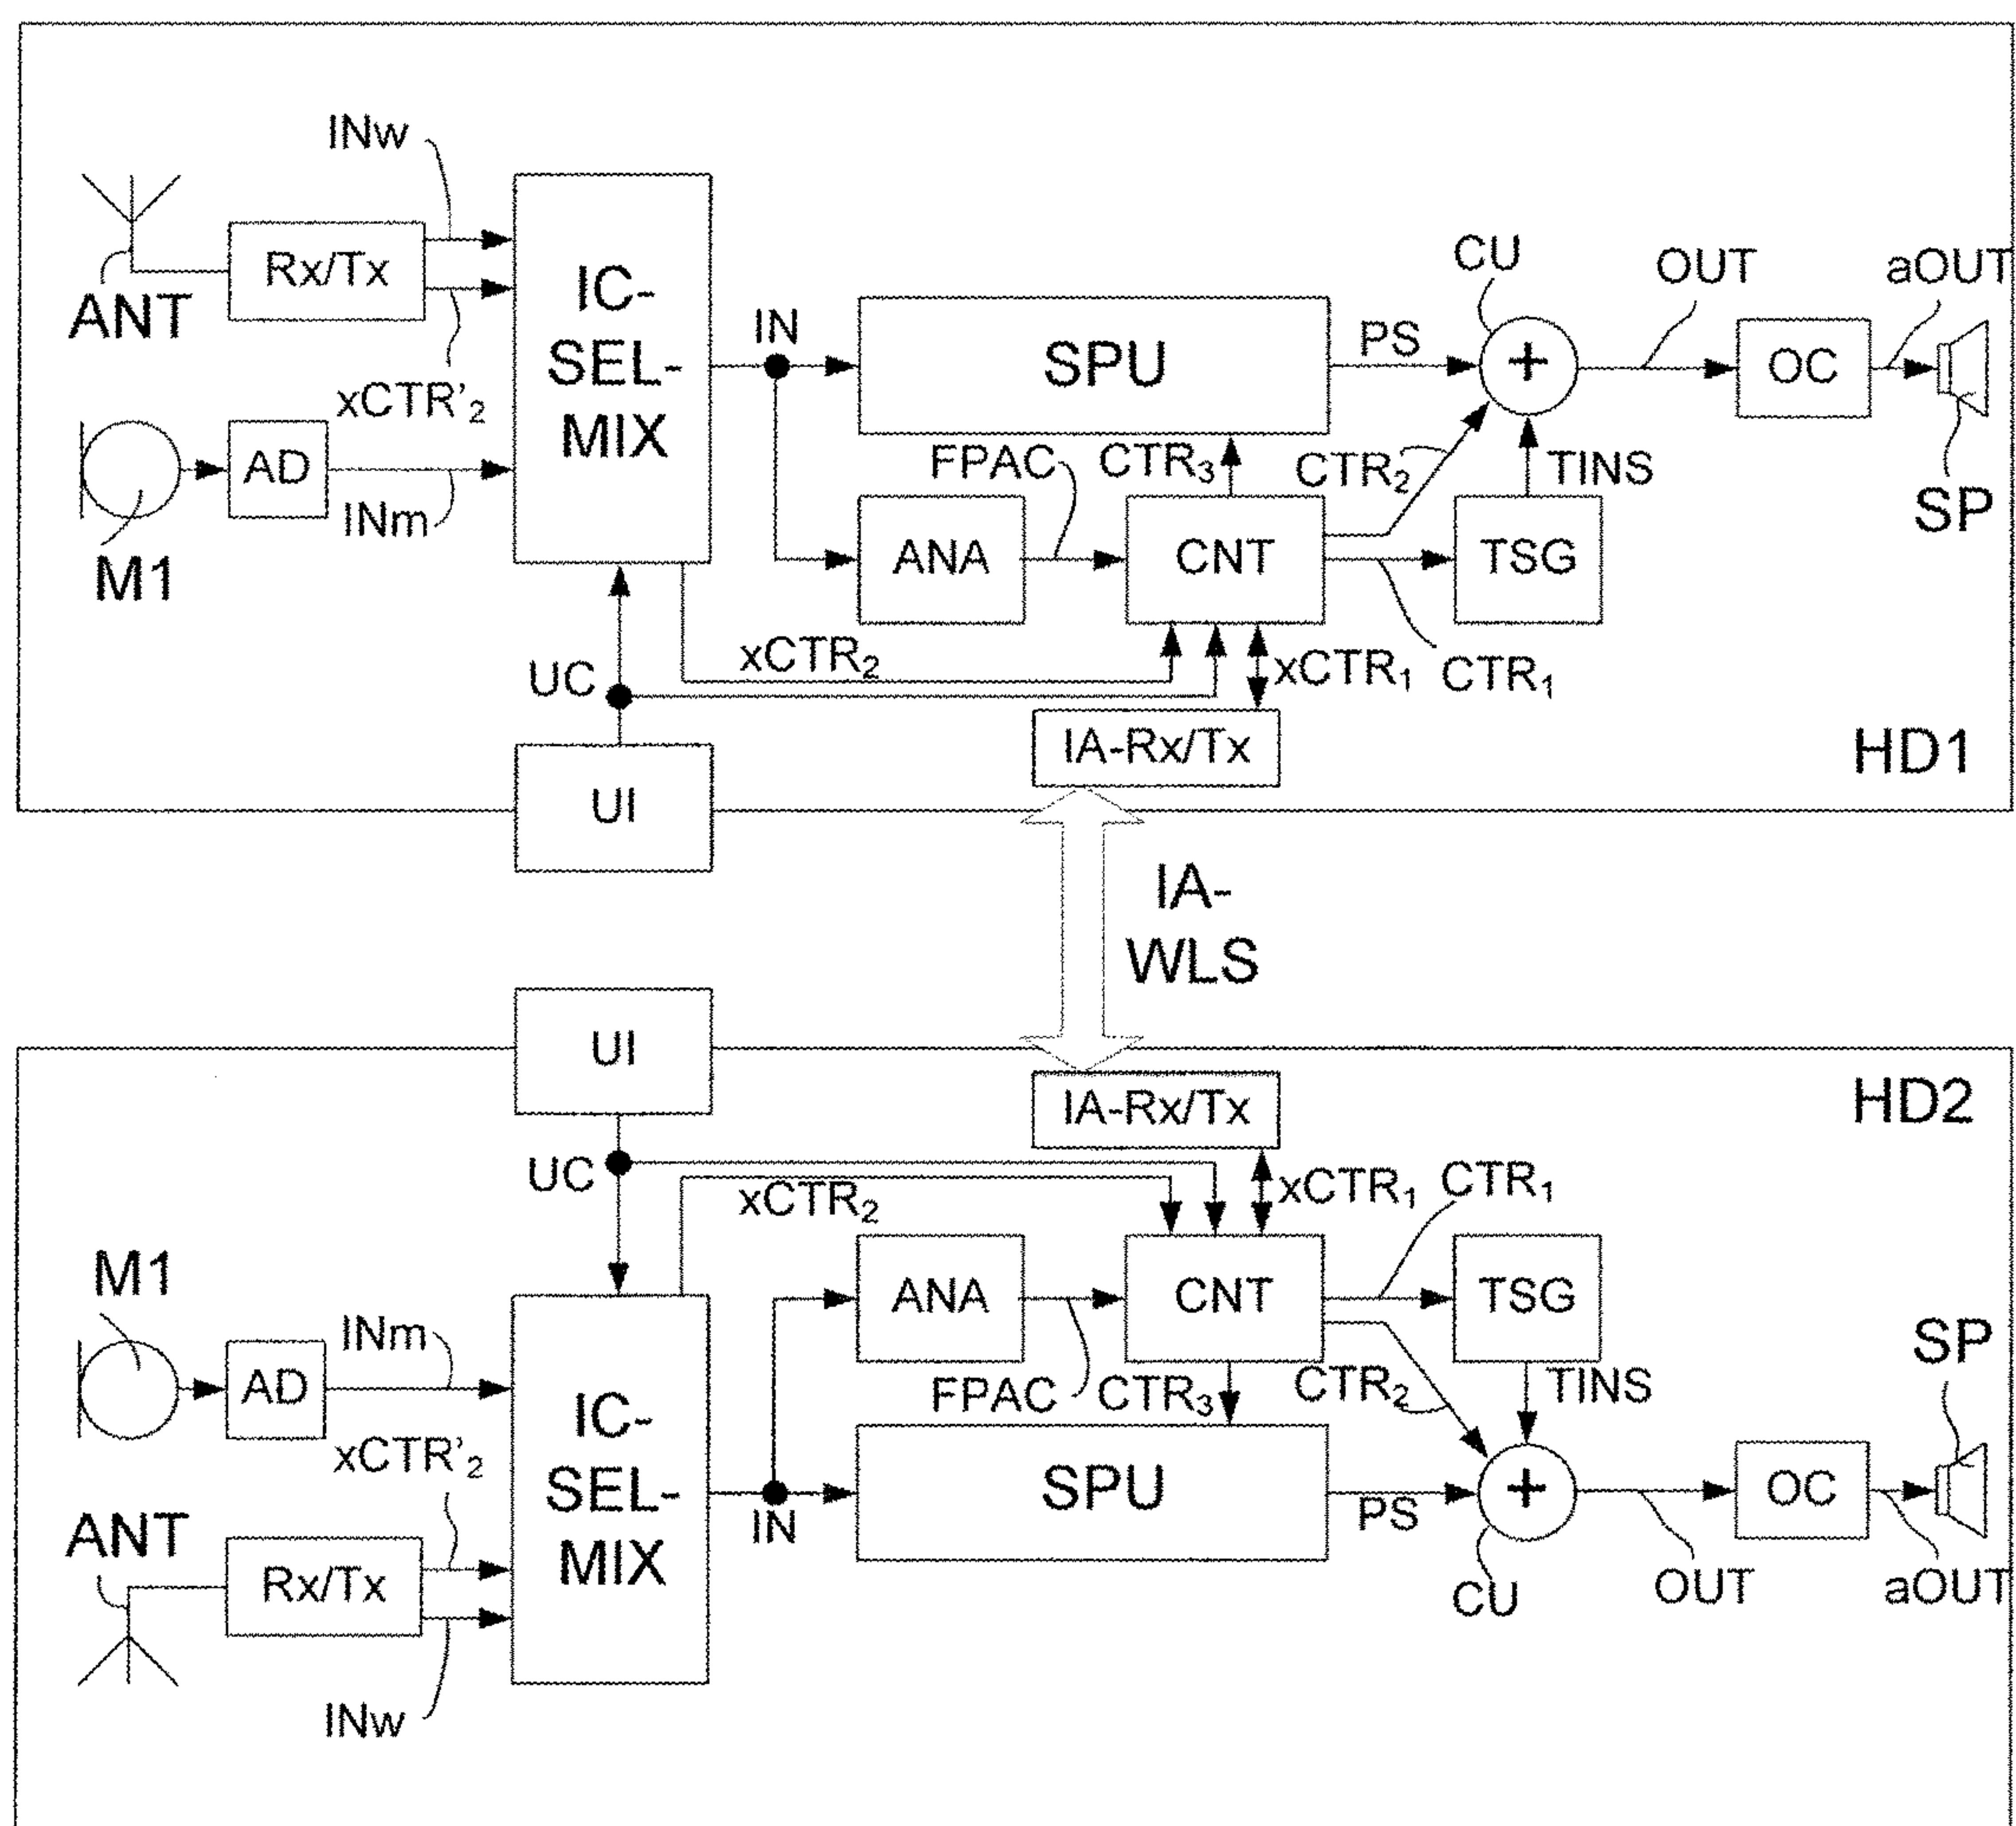 INw
ANT
Rx/Tx
xCTR'₂
IC-
SEL-
MIX
M1
AD
INm
IN
SPU
PS
CU
OUT
OC
aOUT
SP
FPAC
CTR₃
CTR₂
TINS
ANA
CNT
TSG
UC
xCTR₂
xCTR₁
CTR₁
UI
IA-Rx/Tx
HD1
IA-
WLS
UI
IA-Rx/Tx
HD2
UC
xCTR₂
xCTR₁
CTR₁
M1
AD
INm
xCTR'₂
IC-
SEL-
MIX
ANA
CNT
TSG
FPAC
CTR₃
CTR₂
TINS
SP
ANT
Rx/Tx
INw
IN
SPU
PS
CU
OUT
OC
aOUT